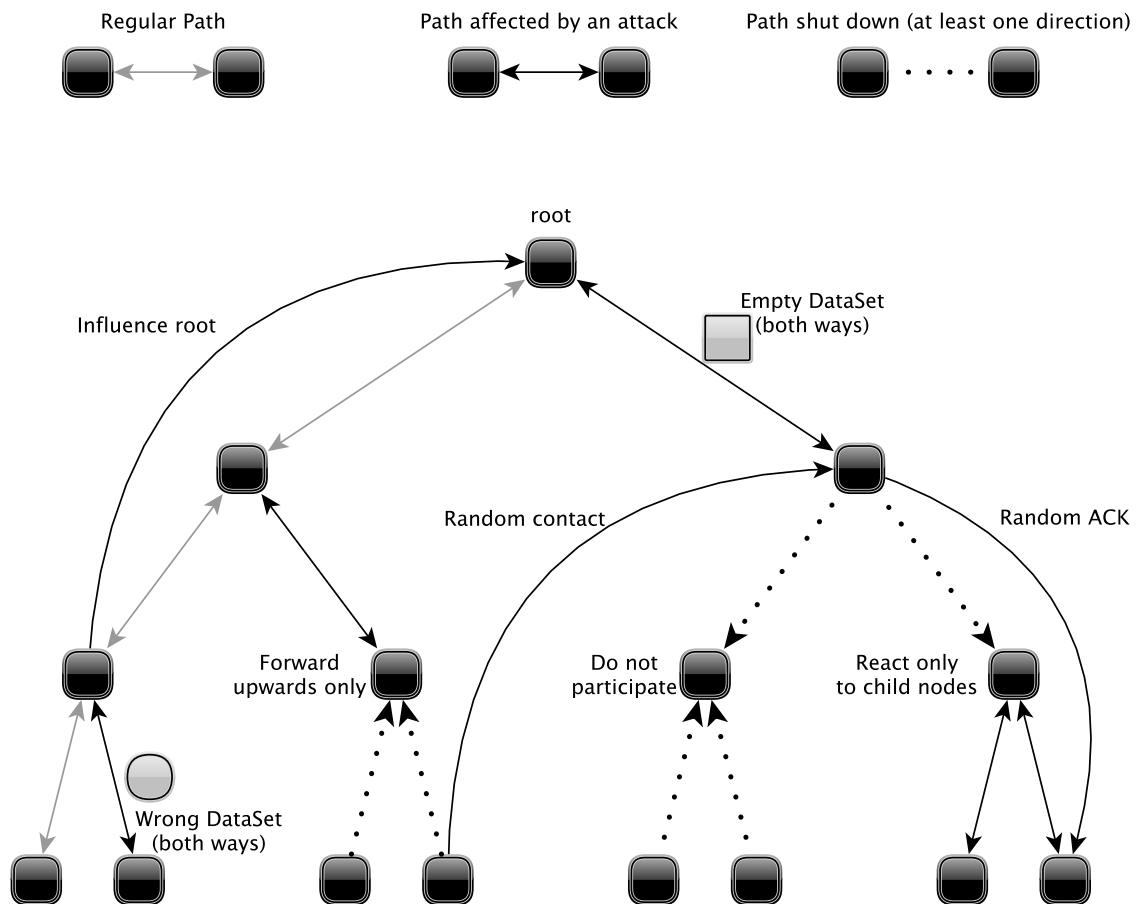 Regular Path
Path affected by an attack
Path shut down (at least one direction)
root
Influence root
Empty DataSet
(both ways)
Random contact
Random ACK
Forward
upwards only
Do not
participate
React only
to child nodes
Wrong DataSet
(both ways)